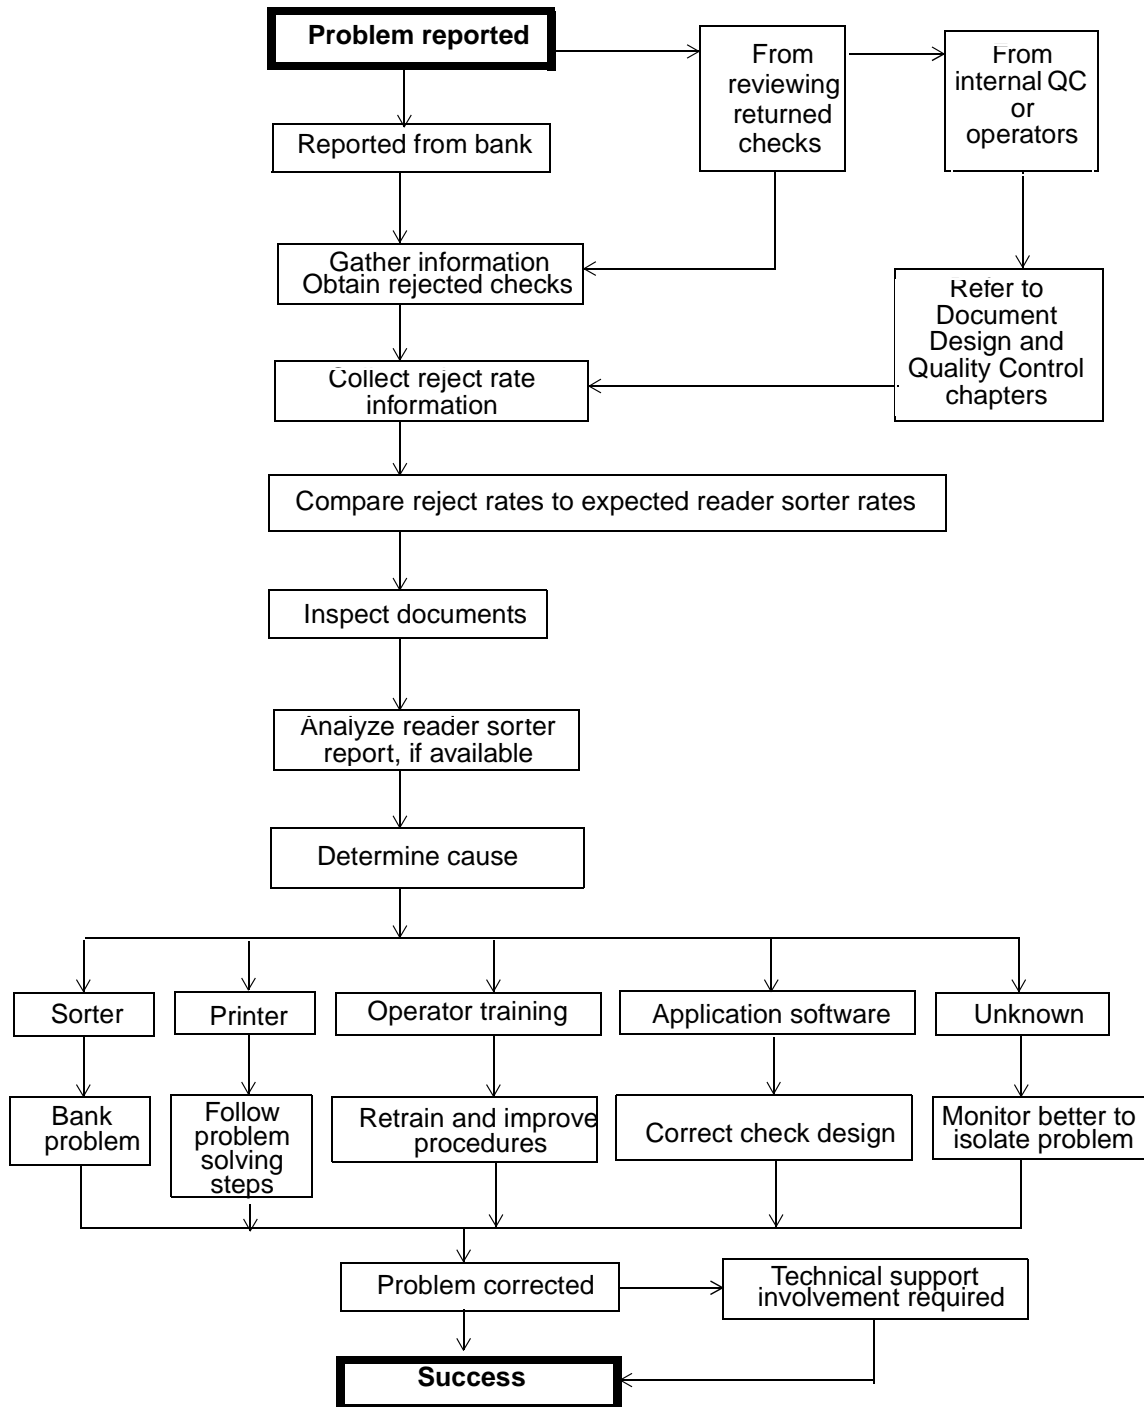 Problem reported
From
reviewing
returned
checks
From
internal QC
or
operators
Reported from bank
Gather information
Obtain rejected checks
Refer to
Document
Design and
Quality Control
chapters
Collect reject rate
information
Compare reject rates to expected reader sorter rates
Inspect documents
Analyze reader sorter
report, if available
Determine cause
Sorter
Printer
Operator training
Application software
Unknown
Bank
problem
Follow
problem
solving
steps
Retrain and improve
procedures
Correct check design
Monitor better to
isolate problem
Problem corrected
Technical support
involvement required
Success